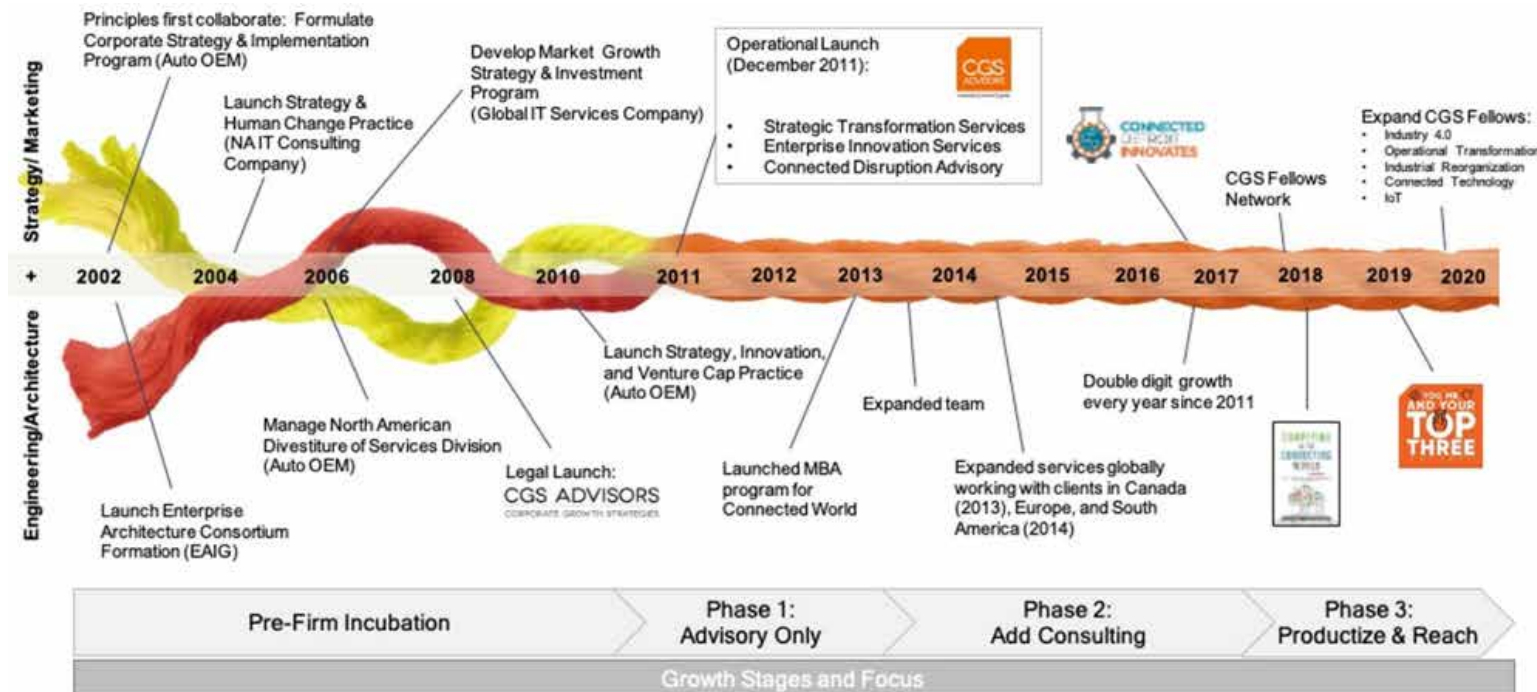 Principles first collaborate: Formulate
Corporate Strategy & Implementation
Program (Auto OEM)
Launch Strategy &
Human Change Practice
(NA IT Consulting
Company)
Develop Market Growth
Strategy & Investment
Program
(Global IT Services Company)
Operational Launch
(December 2011):
CGS
ADVISORS
• Strategic Transformation Services
• Enterprise Innovation Services
• Connected Disruption Advisory
CONNECTED
DETROIT
INNOVATES
CGS Fellows
Network
Expand CGS Fellows:
• Industry 4.0
• Operational Transformation
• Industrial Reorganization
• Connected Technology
• IoT
Strategy/ Marketing
+
Engineering/Architecture
2002 2004 2006 2008 2010 2011 2012 2013 2014 2015 2016 2017 2018 2019 2020
Launch Enterprise
Architecture Consortium
Formation (EAIG)
Manage North American
Divestiture of Services Division
(Auto OEM)
Legal Launch:
CGS ADVISORS
CORPORATE GROWTH STRATEGIES
Launch Strategy, Innovation,
and Venture Cap Practice
(Auto OEM)
Launched MBA
program for
Connected World
Expanded team
Expanded services globally
working with clients in Canada
(2013), Europe, and South
America (2014)
Double digit growth
every year since 2011
CONNECTING
WORLD
YOU ME
AND YOUR
TOP
THREE
Pre-Firm Incubation
Phase 1:
Advisory Only
Phase 2:
Add Consulting
Phase 3:
Productize & Reach
Growth Stages and Focus